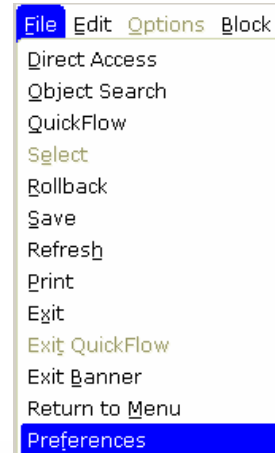 File Edit Options Block
Direct Access
Object Search
QuickFlow
Select
Rollback
Save
Refresh
Print
Exit
Exit QuickFlow
Exit Banner
Return to Menu
Preferences